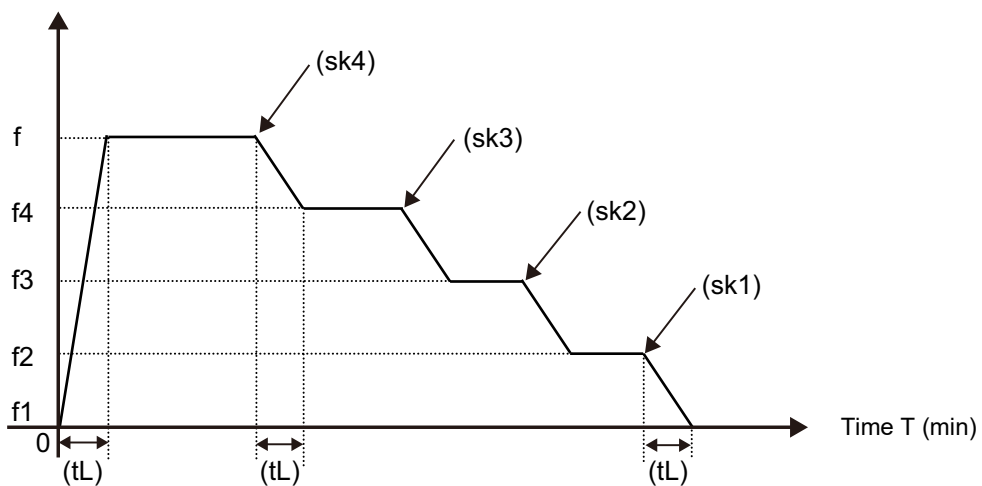 (sk4)
f
(sk3)
f4
(sk2)
f3
(sk1)
f2
f1
Time T (min)
0
(tL) (tL) (tL)